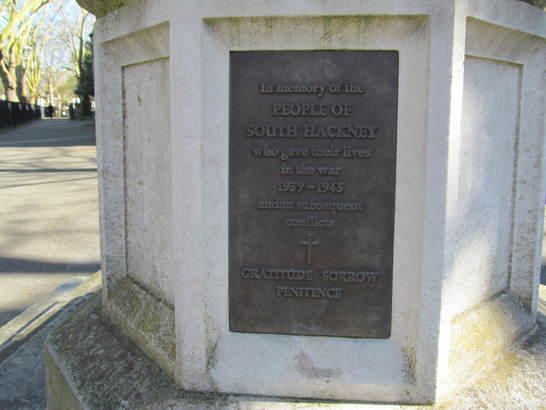 In memory of the
PEOPLE OF
SOUTH HACKNEY
who gave their lives
in the war
1939 – 1945
and in subsequent
conflicts
GRATITUDE SORROW
PENITENCE